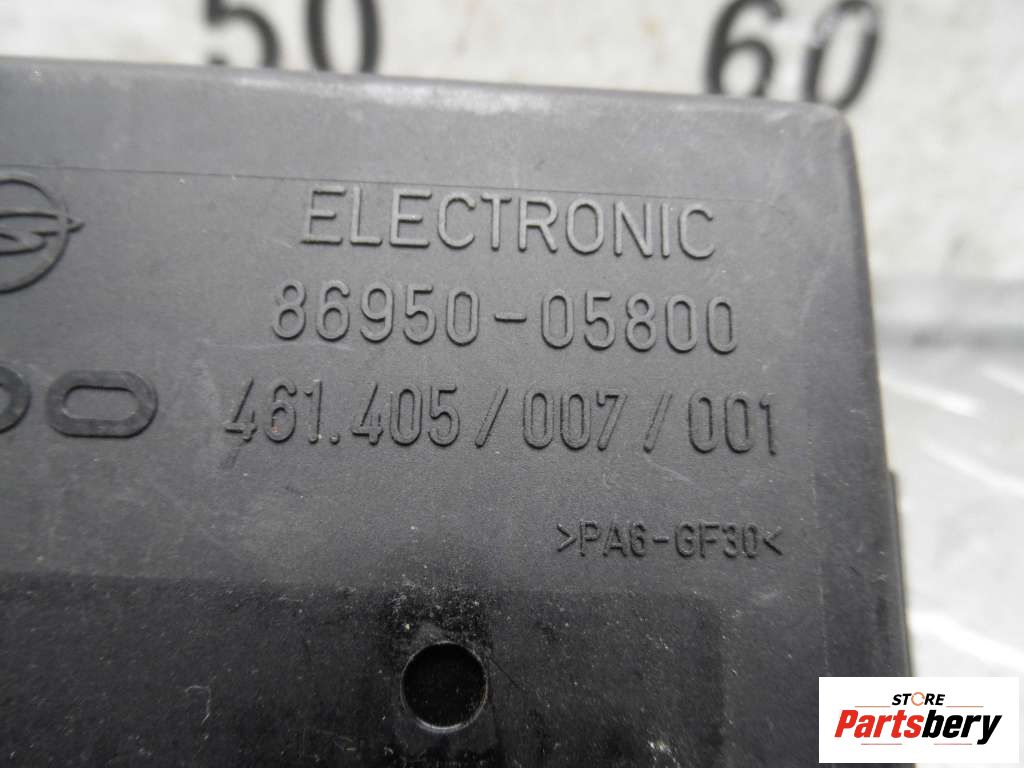 50 60
ELECTRONIC
86950-05800
461.405/007/001
>PA6-GF30<
STORE
Partsbery